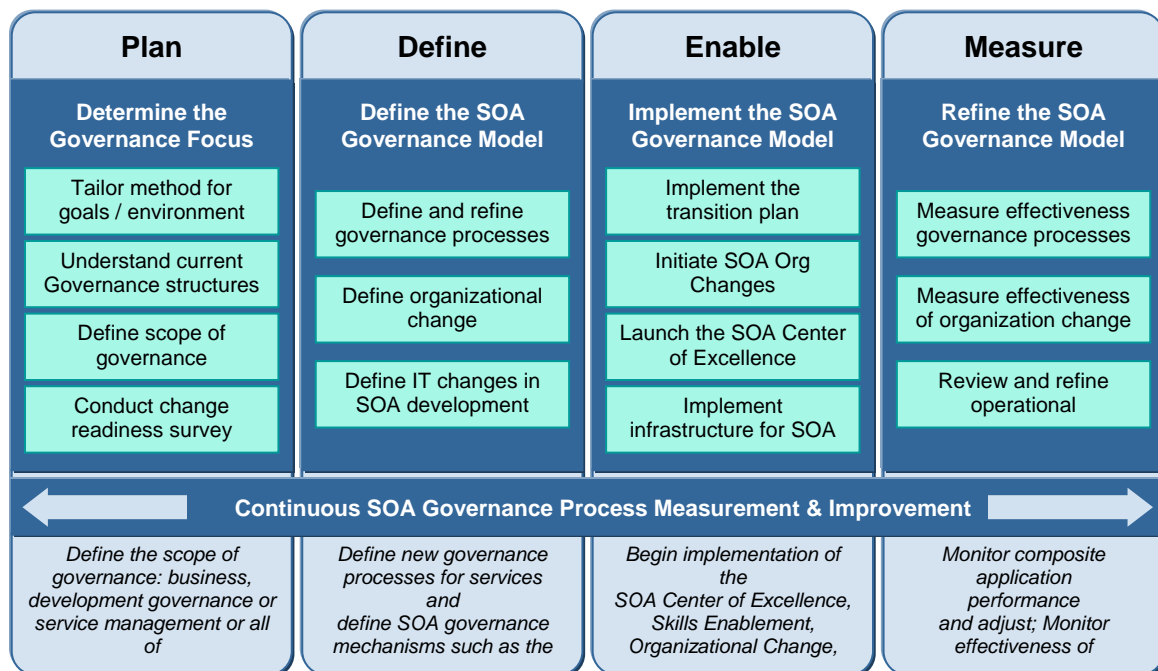 Plan
Determine the
Governance Focus
Tailor method for
goals / environment
Understand current
Governance structures
Define scope of
governance
Conduct change
readiness survey
Define
Define the SOA
Governance Model
Define and refine
governance processes
Define organizational
change
Define IT changes in
SOA development
Enable
Implement the SOA
Governance Model
Implement the
transition plan
Initiate SOA Org
Changes
Launch the SOA Center
of Excellence
Implement
infrastructure for SOA
Measure
Refine the SOA
Governance Model
Measure effectiveness
governance processes
Measure effectiveness
of organization change
Review and refine
operational
Continuous SOA Governance Process Measurement & Improvement
Define the scope of
governance: business,
development governance or
service management or all of
Define new governance
processes for services
and
define SOA governance
mechanisms such as the
Begin implementation of
the
SOA Center of Excellence,
Skills Enablement,
Organizational Change,
Monitor composite
application
performance
and adjust; Monitor
effectiveness of